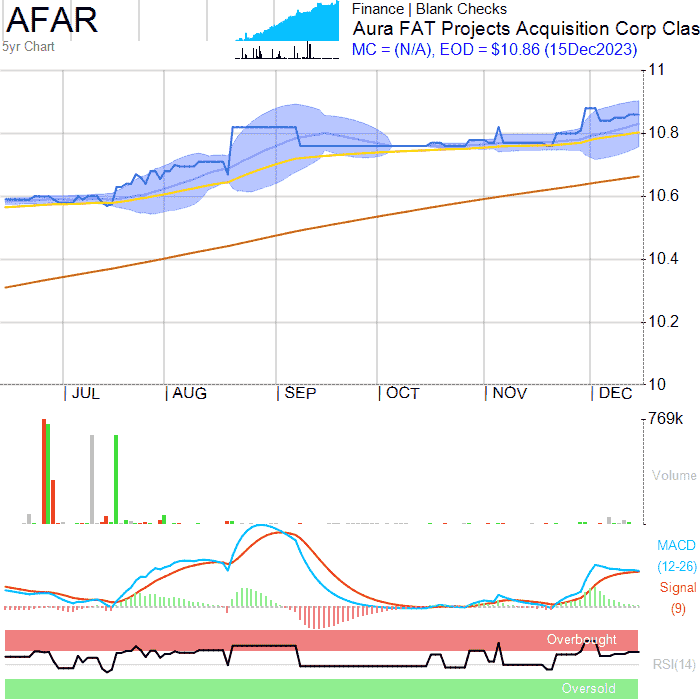 AFAR
5yr Chart
Finance | Blank Checks
Aura FAT Projects Acquisition Corp Clas
MC = (N/A), EOD = $10.86 (15Dec2023)
11
10.8
10.6
10.4
10.2
10
JUL AUG SEP OCT NOV DEC
769k
Volume
MACD
(12-26)
Signal
(9)
Overbought
RSI(14)
Oversold